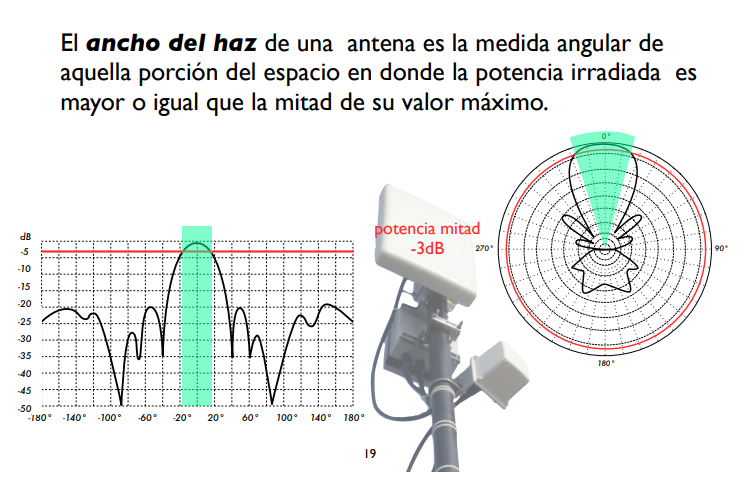 El ancho del haz de una antena es la medida angular de
aquella porción del espacio en donde la potencia irradiada es
mayor o igual que la mitad de su valor máximo.
0°
potencia mitad
-3dB
270°
90°
180°
dB
-5
-10
-15
-20
-25
-30
-35
-40
-45
-50
-180° -140° -100° -60° -20° 20° 60° 100° 140° 180°
19